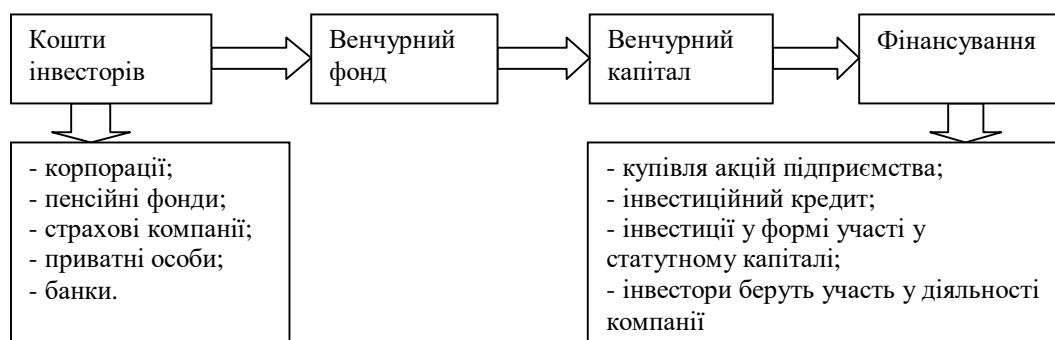 Кошти
інвесторів
Венчурний
фонд
Венчурний
капітал
Фінансування
- корпорації;
- пенсійні фонди;
- страхові компанії;
- приватні особи;
- банки.
- купівля акцій підприємства;
- інвестиційний кредит;
- інвестиції у формі участі у
статутному капіталі;
- інвестори беруть участь у діяльності
компанії